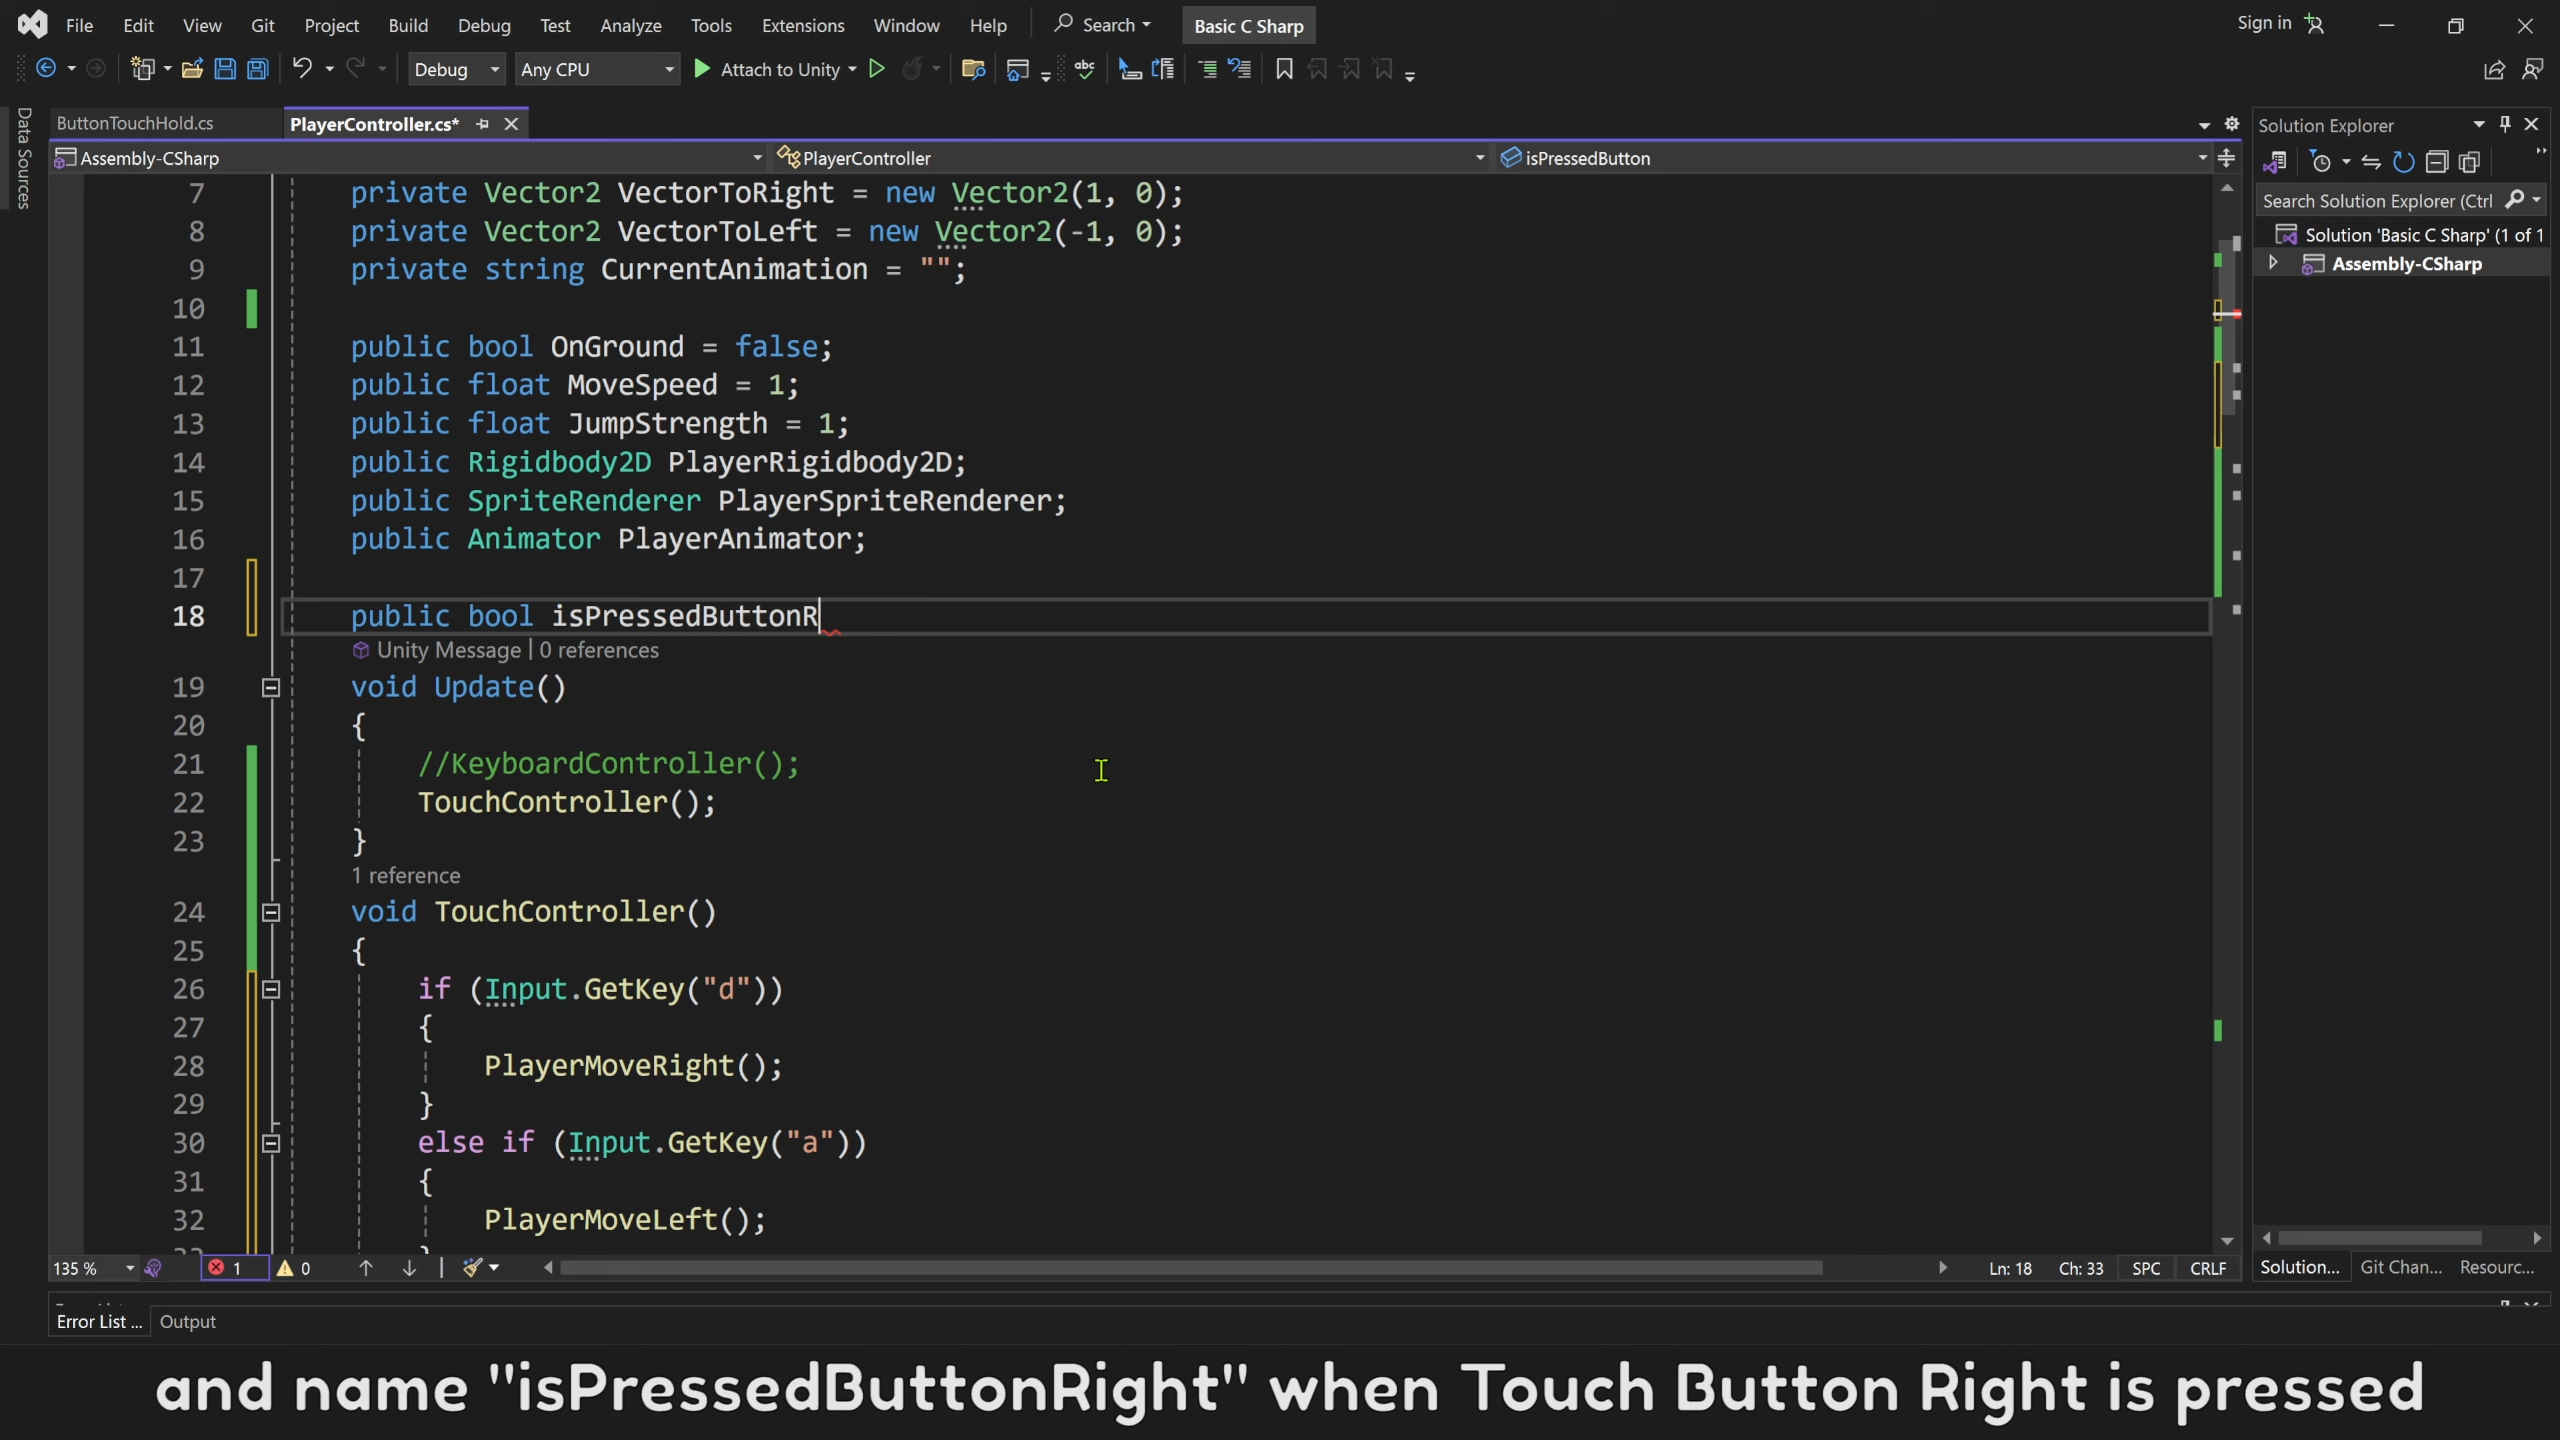 File Edit View Git Project Build Debug Test Analyze Tools Extensions Window Help Search Basic C Sharp Sign in
Debug Any CPU Attach to Unity
Data Sources
ButtonTouchHold.cs PlayerController.cs*
Assembly-CSharp PlayerController isPressedButton
7 private Vector2 VectorToRight = new Vector2(1, 0);
8 private Vector2 VectorToLeft = new Vector2(-1, 0);
9 private string CurrentAnimation = "";
10
11 public bool OnGround = false;
12 public float MoveSpeed = 1;
13 public float JumpStrength = 1;
14 public Rigidbody2D PlayerRigidbody2D;
15 public SpriteRenderer PlayerSpriteRenderer;
16 public Animator PlayerAnimator;
17
18 public bool isPressedButtonR
Unity Message | 0 references
19 void Update()
20 {
21 //KeyboardController();
22 TouchController();
23 }
1 reference
24 void TouchController()
25 {
26 if (Input.GetKey("d"))
27 {
28 PlayerMoveRight();
29 }
30 else if (Input.GetKey("a"))
31 {
32 PlayerMoveLeft();
135 % 1 0 Ln: 18 Ch: 33 SPC CRLF
Error List ... Output
Solution Explorer
Search Solution Explorer (Ctrl
Solution 'Basic C Sharp' (1 of 1
Assembly-CSharp
Solution... Git Chan... Resourc...
and name "isPressedButtonRight" when Touch Button Right is pressed